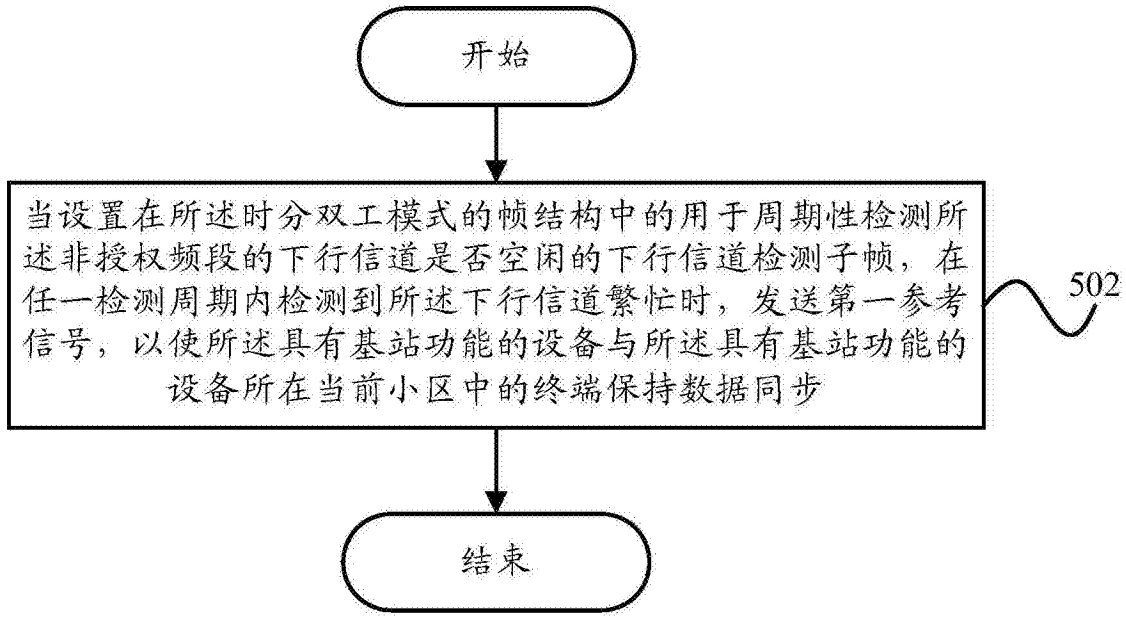 开始
当设置在所述时分双工模式的帧结构中的用于周期性检测所
述非授权频段的下行信道是否空闲的下行信道检测子帧，在
任一检测周期内检测到所述下行信道繁忙时，发送第一参考
信号，以使所述具有基站功能的设备与所述具有基站功能的
设备所在当前小区中的终端保持数据同步
502
结束